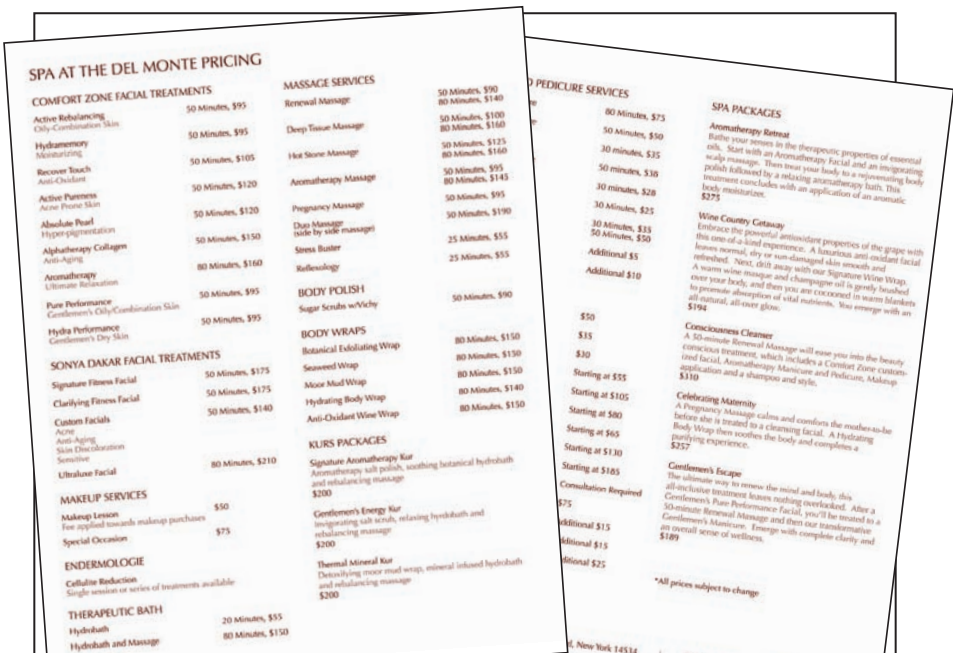 SPA AT THE DEL MONTE PRICING
COMFORT ZONE FACIAL TREATMENTS
Active Rebalancing 50 Minutes, $95
Oily-Combination Skin
Hydramemory 50 Minutes, $95
Moisturizing
Recover Touch 50 Minutes, $105
Anti-Oxidant
Active Pureness 50 Minutes, $120
Acne Prone Skin
Absolute Pearl 50 Minutes, $120
Hyper-pigmentation
Alphatherapy Collagen 50 Minutes, $150
Anti-Aging
Aromatherapy 80 Minutes, $160
Ultimate Relaxation
Pure Performance 50 Minutes, $95
Gentlemen's Oily/Combination Skin
Hydra Performance 50 Minutes, $95
Gentlemen's Dry Skin
SONYA DAKAR FACIAL TREATMENTS
Signature Fitness Facial 50 Minutes, $175
Clarifying Fitness Facial 50 Minutes, $175
Custom Facials 50 Minutes, $140
Acne
Anti-Aging
Skin Discoloration
Sensitive
Ultraluxe Facial 80 Minutes, $210
MAKEUP SERVICES
Makeup Lesson $50
Fee applied towards makeup purchases
Special Occasion $75
ENDERMOLOGIE
Cellulite Reduction
Single session or series of treatments available
THERAPEUTIC BATH
Hydrobath 20 Minutes, $55
Hydrobath and Massage 80 Minutes, $150
MASSAGE SERVICES
Renewal Massage 50 Minutes, $90
80 Minutes, $140
Deep Tissue Massage 50 Minutes, $100
80 Minutes, $160
Hot Stone Massage 50 Minutes, $125
80 Minutes, $160
Aromatherapy Massage 50 Minutes, $95
80 Minutes, $145
Pregnancy Massage 50 Minutes, $95
Duo Massage 50 Minutes, $190
(side by side massage)
Stress Buster 25 Minutes, $55
Reflexology 25 Minutes, $55
BODY POLISH
Sugar Scrubs w/Vichy 50 Minutes, $90
BODY WRAPS
Botanical Exfoliating Wrap 80 Minutes, $150
Seaweed Wrap 80 Minutes, $150
Moor Mud Wrap 80 Minutes, $150
Hydrating Body Wrap 80 Minutes, $140
Anti-Oxidant Wine Wrap 80 Minutes, $150
KURS PACKAGES
Signature Aromatherapy Kur
Aromatherapy salt polish, soothing botanical hydrobath
and rebalancing massage
$200
Gentlemen's Energy Kur
Invigorating salt scrub, relaxing hydrobath and
rebalancing massage
$200
Thermal Mineral Kur
Detoxifying moor mud wrap, mineral infused hydrobath
and rebalancing massage
$200
PEDICURE SERVICES
80 Minutes, $75
50 Minutes, $50
30 minutes, $35
50 minutes, $38
30 minutes, $28
30 Minutes, $25
30 Minutes, $35
50 Minutes, $50
Additional $5
Additional $10
$50
$35
$30
Starting at $55
Starting at $105
Starting at $80
Starting at $65
Starting at $130
Starting at $185
Consultation Required
$75
dditional $15
dditional $15
ditional $25
SPA PACKAGES
Aromatherapy Retreat
Bathe your senses in the therapeutic properties of essential
oils. Start with an Aromatherapy Facial and an invigorating
scalp massage. Then treat your body to a rejuvenating body
polish followed by a relaxing aromatherapy bath. This
treatment concludes with an application of an aromatic
body moisturizer.
$275
Wine Country Getaway
Embrace the powerful antioxidant properties of the grape with
this one-of-a-kind experience. A luxurious anti-oxidant facial
leaves normal, dry or sun-damaged skin smooth and
refreshed. Next, drift away with our Signature Wine Wrap.
A warm wine masque and champagne oil is gently brushed
over your body, and then you are cocooned in warm blankets
to promote absorption of vital nutrients. You emerge with an
all-natural, all-over glow.
$194
Consciousness Cleanser
A 50-minute Renewal Massage will ease you into the beauty
conscious treatment, which includes a Comfort Zone custom-
ized facial, Aromatherapy Manicure and Pedicure, Makeup
application and a shampoo and style.
$310
Celebrating Maternity
A Pregnancy Massage calms and comforts the mother-to-be
before she is treated to a cleansing facial. A Hydrating
Body Wrap then soothes the body and completes a
purifying experience.
$257
Gentlemen's Escape
The ultimate way to renew the mind and body, this
all-inclusive treatment leaves nothing overlooked. After a
Gentlemen's Pure Performance Facial, you'll be treated to a
50-minute Renewal Massage and then our transformative
Gentlemen's Manicure. Emerge with complete clarity and
an overall sense of wellness.
$189
*All prices subject to change
New York 14534